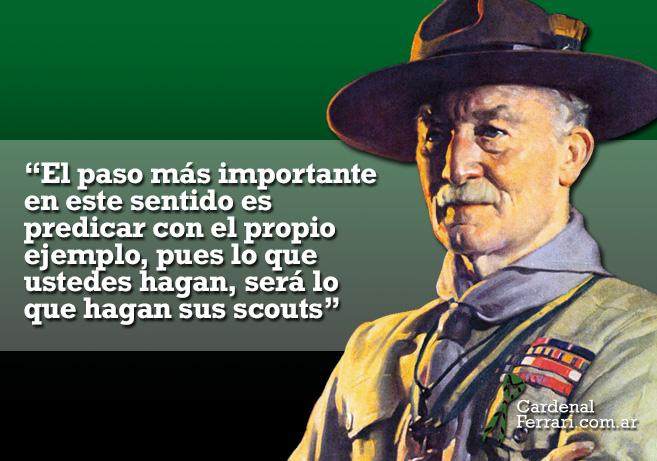 “El paso más importante
en este sentido es
predicar con el propio
ejemplo, pues lo que
ustedes hagan, será lo
que hagan sus scouts”
Cardenal
Ferrari.com.ar